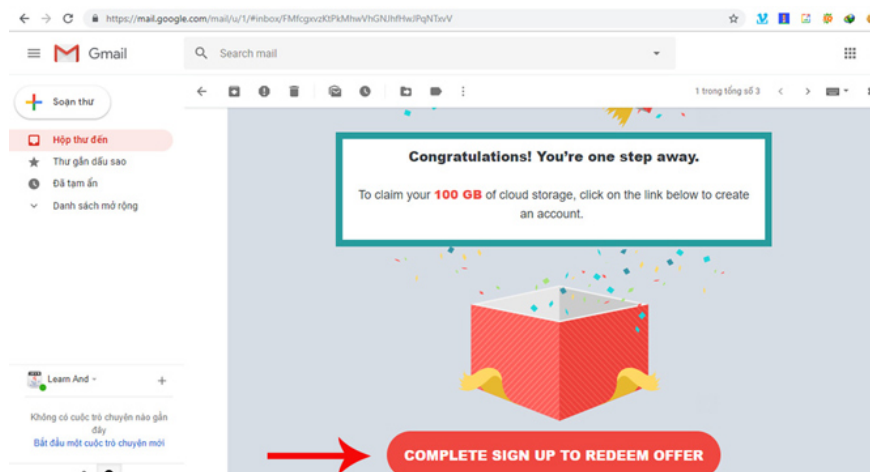 https://mail.google.com/mail/u/1/#inbox/FMfcgxvzKtPkMhwVhGNJhfHwJPqNTxvV
Gmail
Search mail
Soạn thư
1 trong tổng số 3
Hộp thư đến
Thư gắn dấu sao
Đã tạm ẩn
Danh sách mở rộng
Congratulations! You're one step away.
To claim your 100 GB of cloud storage, click on the link below to create
an account.
Learn And
Không có cuộc trò chuyện nào gần
đây
Bắt đầu một cuộc trò chuyện mới
COMPLETE SIGN UP TO REDEEM OFFER